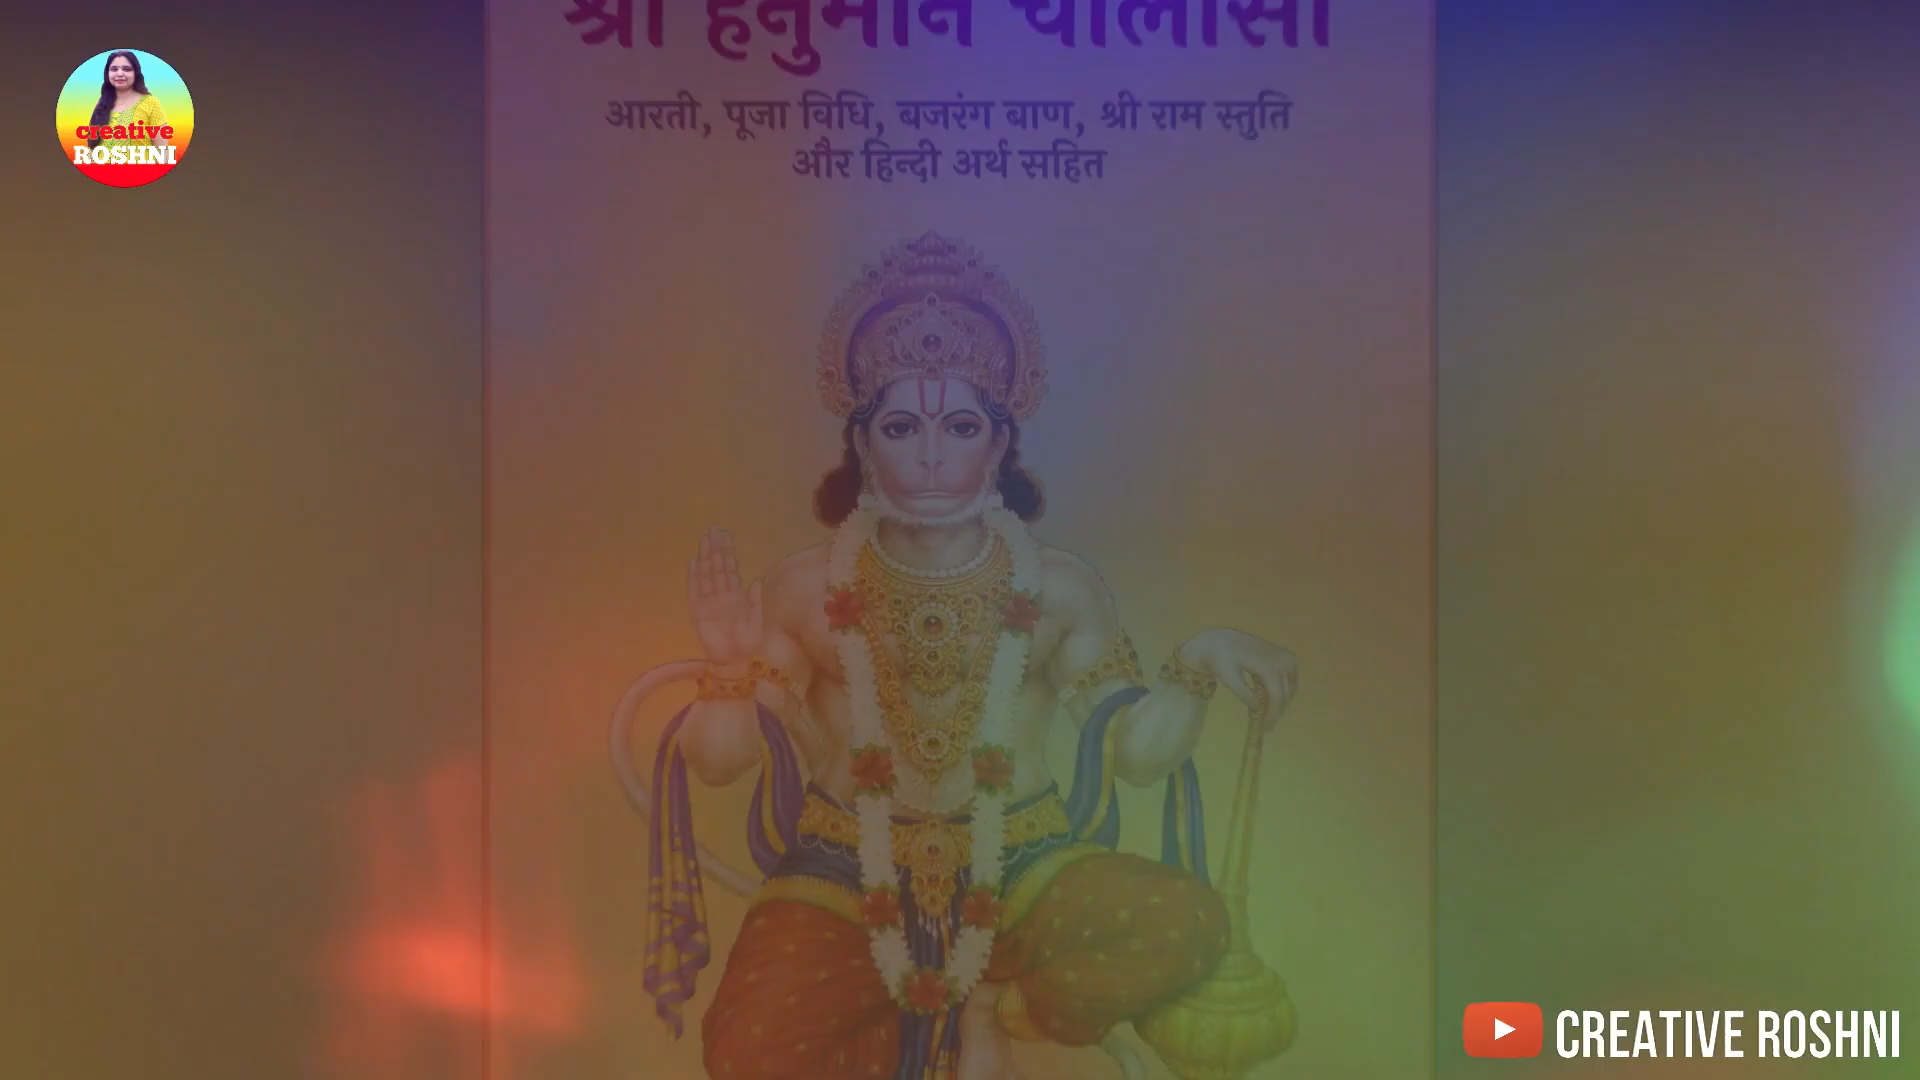 श्री हनुमान चालीसा
आरती, पूजा विधि, बजरंग बाण, श्री राम स्तुति
और हिन्दी अर्थ सहित
creative
ROSHNI
CREATIVE ROSHNI